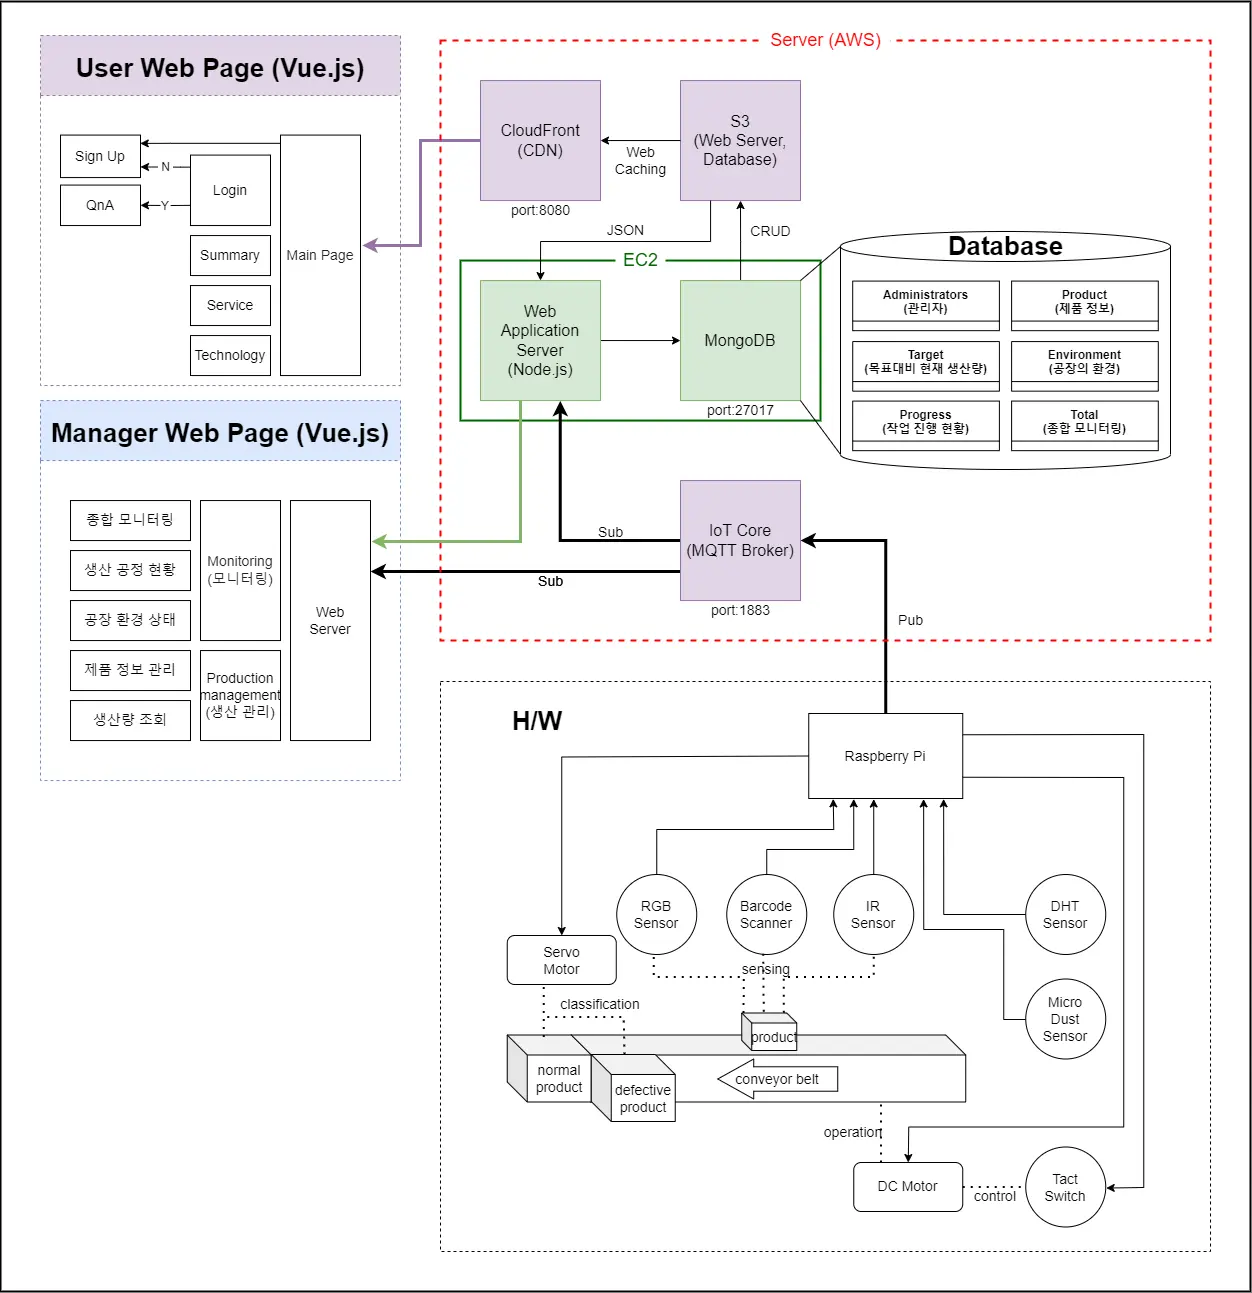 User Web Page (Vue.js)
Sign Up
N
Login
QnA
Y
Summary
Main Page
Service
Technology
Manager Web Page (Vue.js)
종합 모니터링
생산 공정 현황
공장 환경 상태
제품 정보 관리
생산량 조회
Monitoring
(모니터링)
Production
management
(생산 관리)
Web
Server
Server (AWS)
CloudFront
(CDN)
port:8080
Web
Caching
S3
(Web Server,
Database)
JSON
CRUD
EC2
Web
Application
Server
(Node.js)
MongoDB
port:27017
Database
Administrators
(관리자)
Product
(제품 정보)
Target
(목표대비 현재 생산량)
Environment
(공장의 환경)
Progress
(작업 진행 현황)
Total
(종합 모니터링)
Sub
Sub
IoT Core
(MQTT Broker)
port:1883
Pub
H/W
Raspberry Pi
RGB
Sensor
Barcode
Scanner
IR
Sensor
DHT
Sensor
Servo
Motor
sensing
classification
Micro
Dust
Sensor
product
normal
product
defective
product
conveyor belt
operation
DC Motor
control
Tact
Switch